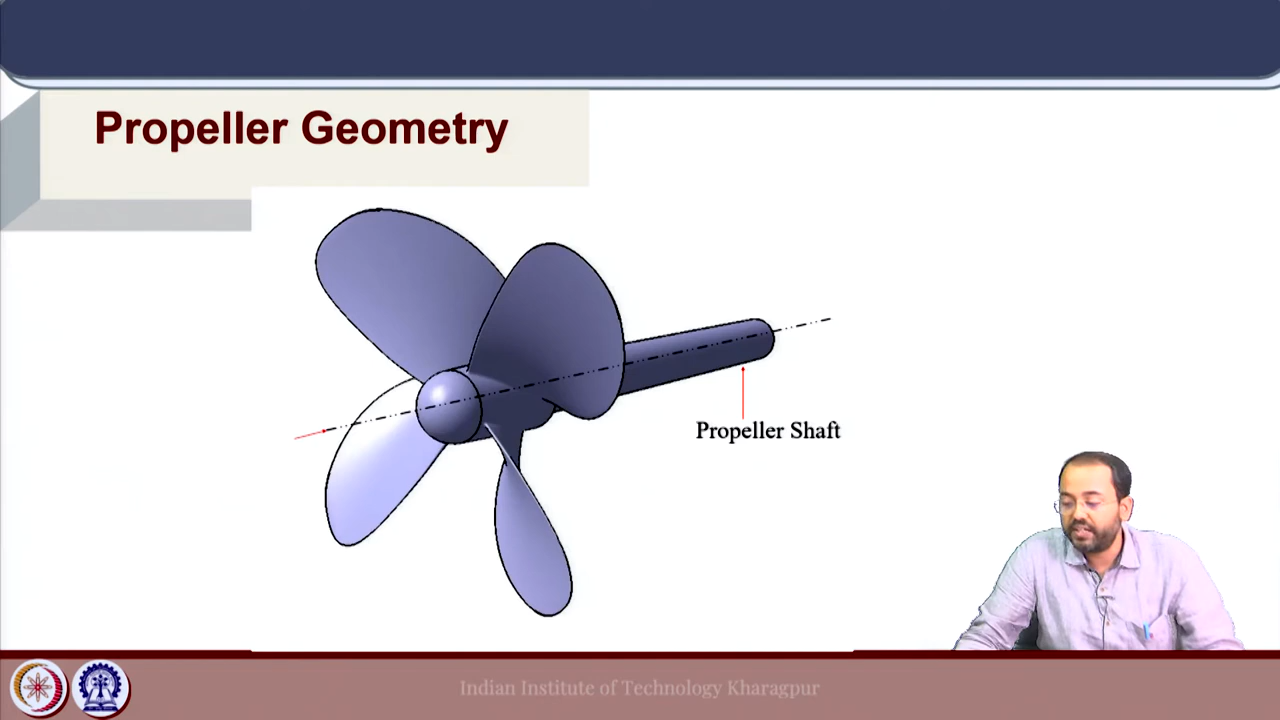 Propeller Geometry
Propeller Shaft
Indian Institute of Technology Kharagpur